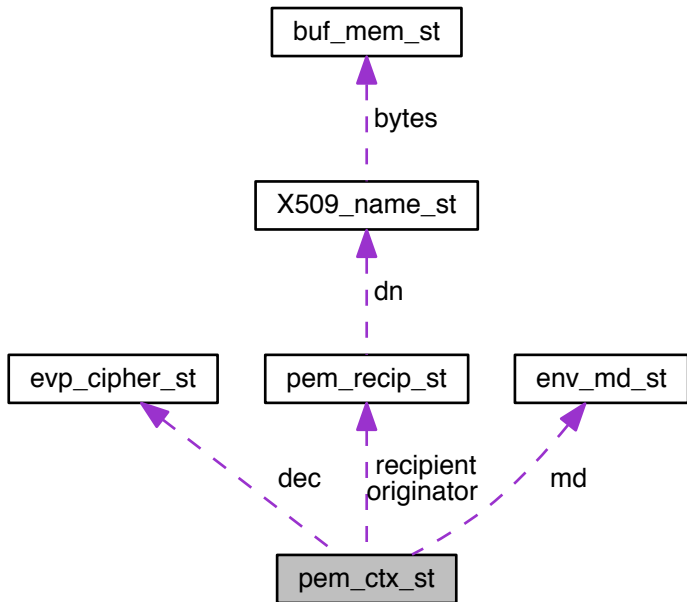 buf_mem_st
bytes
X509_name_st
dn
evp_cipher_st
pem_recip_st
env_md_st
dec
recipient
originator
md
pem_ctx_st